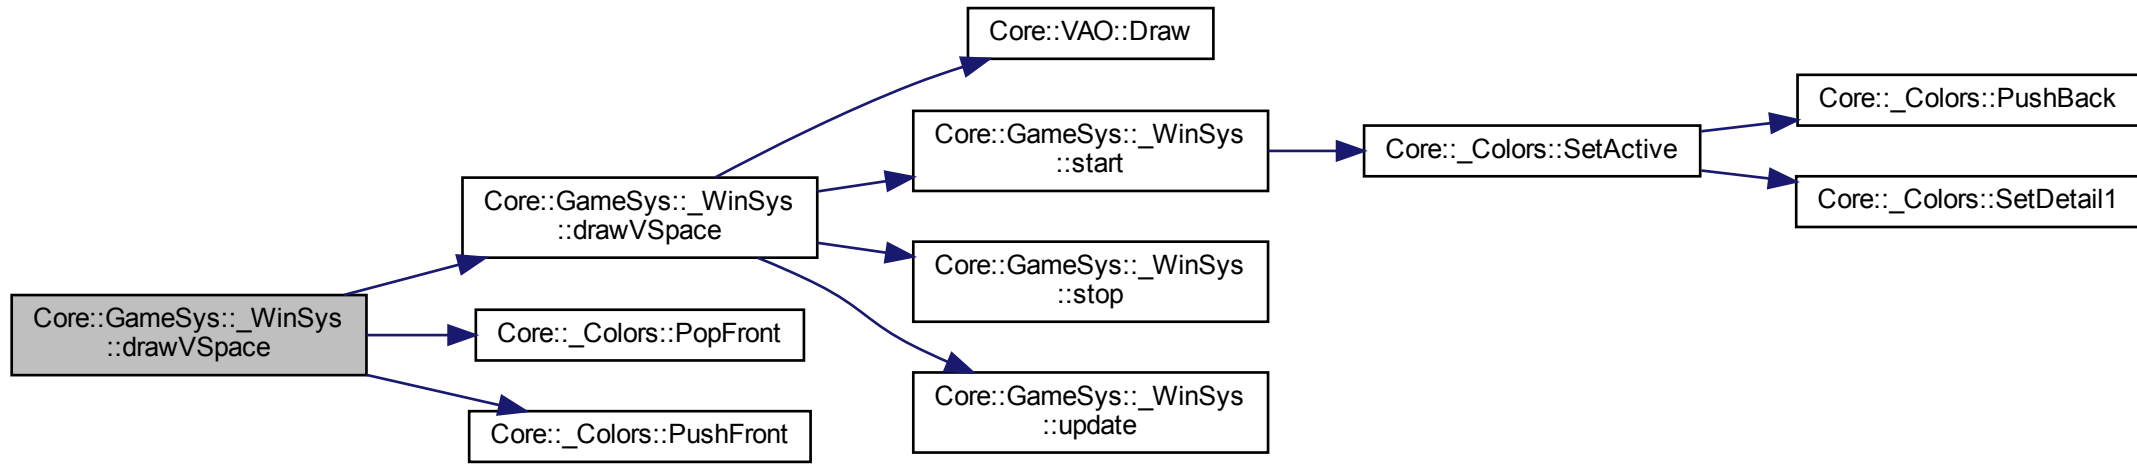 Core::GameSys::_WinSys
::drawVSpace
Core::GameSys::_WinSys
::drawVSpace
Core::_Colors::PopFront
Core::_Colors::PushFront
Core::VAO::Draw
Core::GameSys::_WinSys
::start
Core::GameSys::_WinSys
::stop
Core::GameSys::_WinSys
::update
Core::_Colors::SetActive
Core::_Colors::PushBack
Core::_Colors::SetDetail1